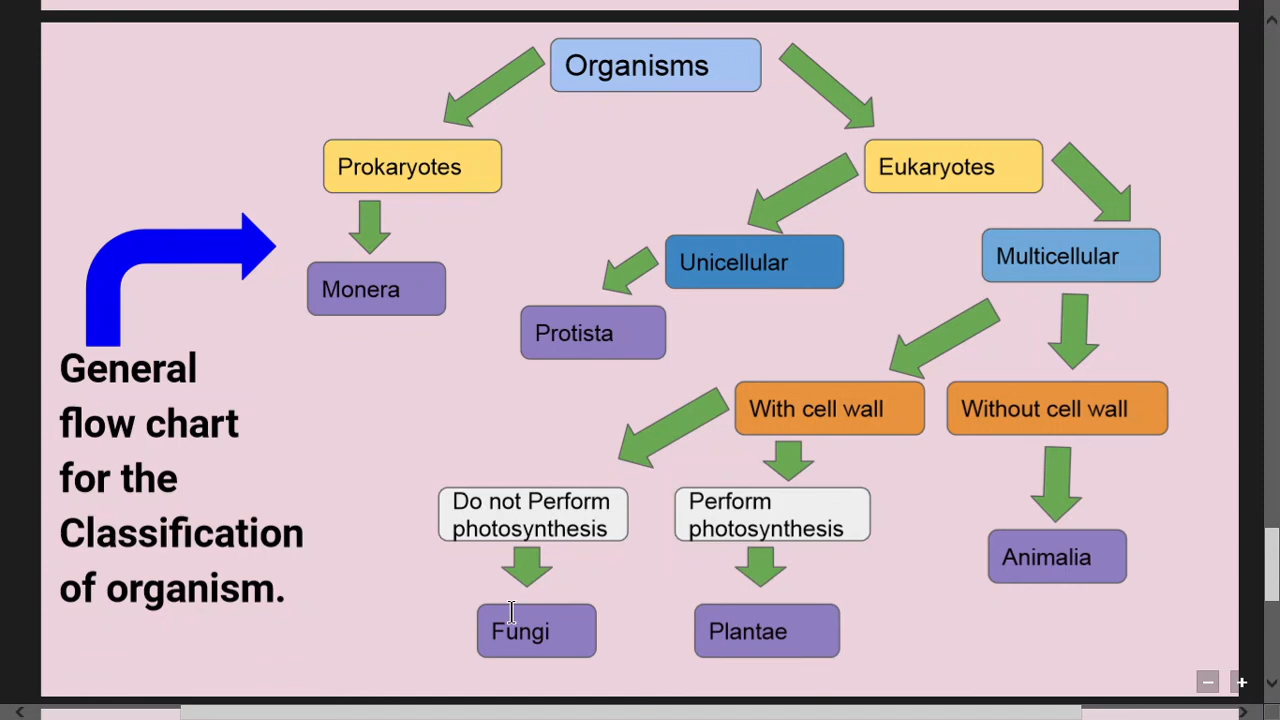 Organisms
Prokaryotes
Eukaryotes
Monera
Unicellular
Multicellular
Protista
General
flow chart
for the
Classification
of organism.
With cell wall
Without cell wall
Do not Perform
photosynthesis
Perform
photosynthesis
Animalia
Fungi
Plantae